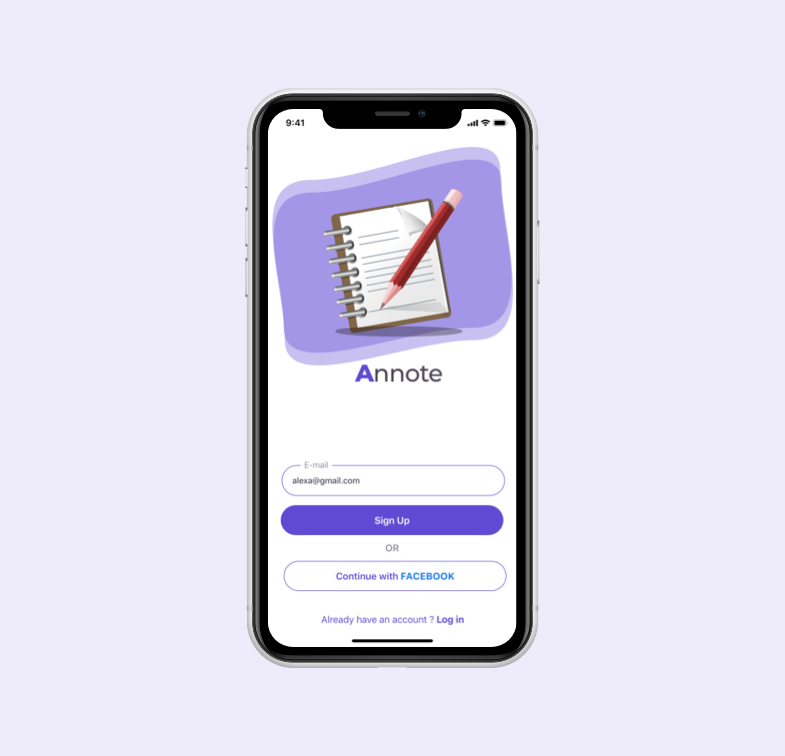 9:41
Annote
E-mail
alexa@gmail.com
Sign Up
OR
Continue with FACEBOOK
Already have an account ? Log in